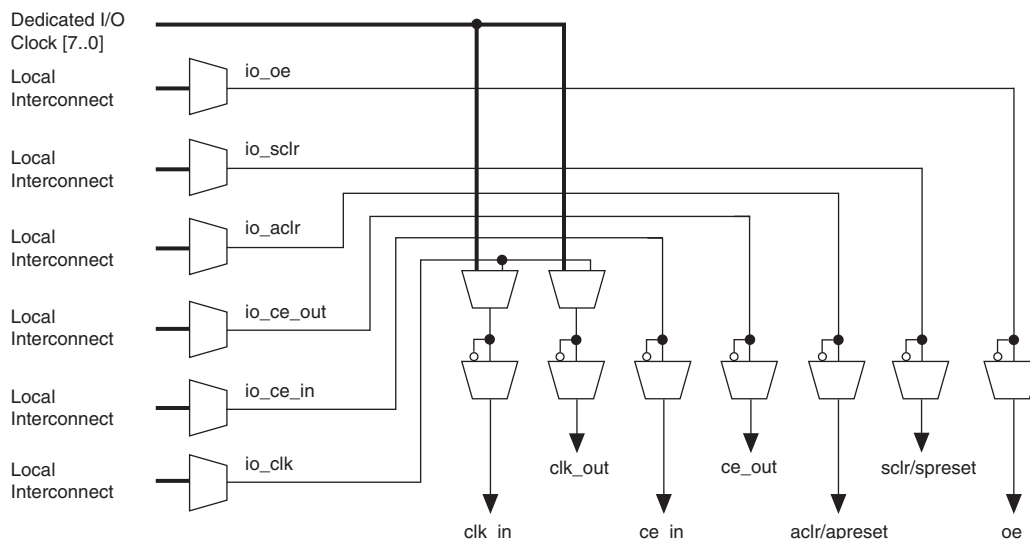 Dedicated I/O
Clock [7..0]
Local
Interconnect
io_oe
Local
Interconnect
io_sclr
Local
Interconnect
io_aclr
Local
Interconnect
io_ce_out
Local
Interconnect
io_ce_in
Local
Interconnect
io_clk
clk_out
ce_out
sclr/spreset
clk_in
ce_in
aclr/apreset
oe